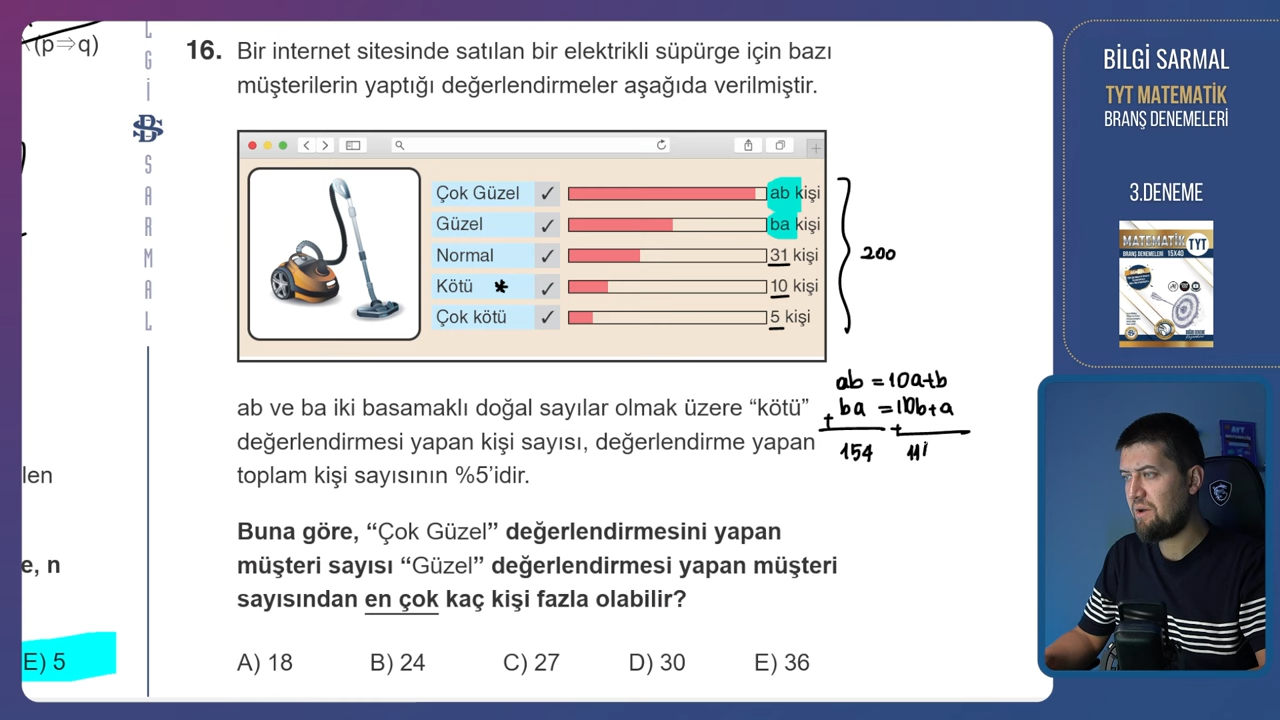 (p⇒q)
LGİ
SARMAL
len
e, n
E) 5
16. Bir internet sitesinde satılan bir elektrikli süpürge için bazı
müşterilerin yaptığı değerlendirmeler aşağıda verilmiştir.
Çok Güzel ✓ ab kişi
Güzel ✓ ba kişi
Normal ✓ 31 kişi
Kötü * ✓ 10 kişi
Çok kötü ✓ 5 kişi
200
ab = 10a+b
+ ba = 10b+a
+
154 11
ab ve ba iki basamaklı doğal sayılar olmak üzere “kötü”
değerlendirmesi yapan kişi sayısı, değerlendirme yapan
toplam kişi sayısının %5’idir.
Buna göre, “Çok Güzel” değerlendirmesini yapan
müşteri sayısı “Güzel” değerlendirmesi yapan müşteri
sayısından en çok kaç kişi fazla olabilir?
A) 18 B) 24 C) 27 D) 30 E) 36
BİLGİ SARMAL
TYT MATEMATİK
BRANŞ DENEMELERİ
3.DENEME
MATEMATİK TYT
BRANŞ DENEMELERİ 15X40